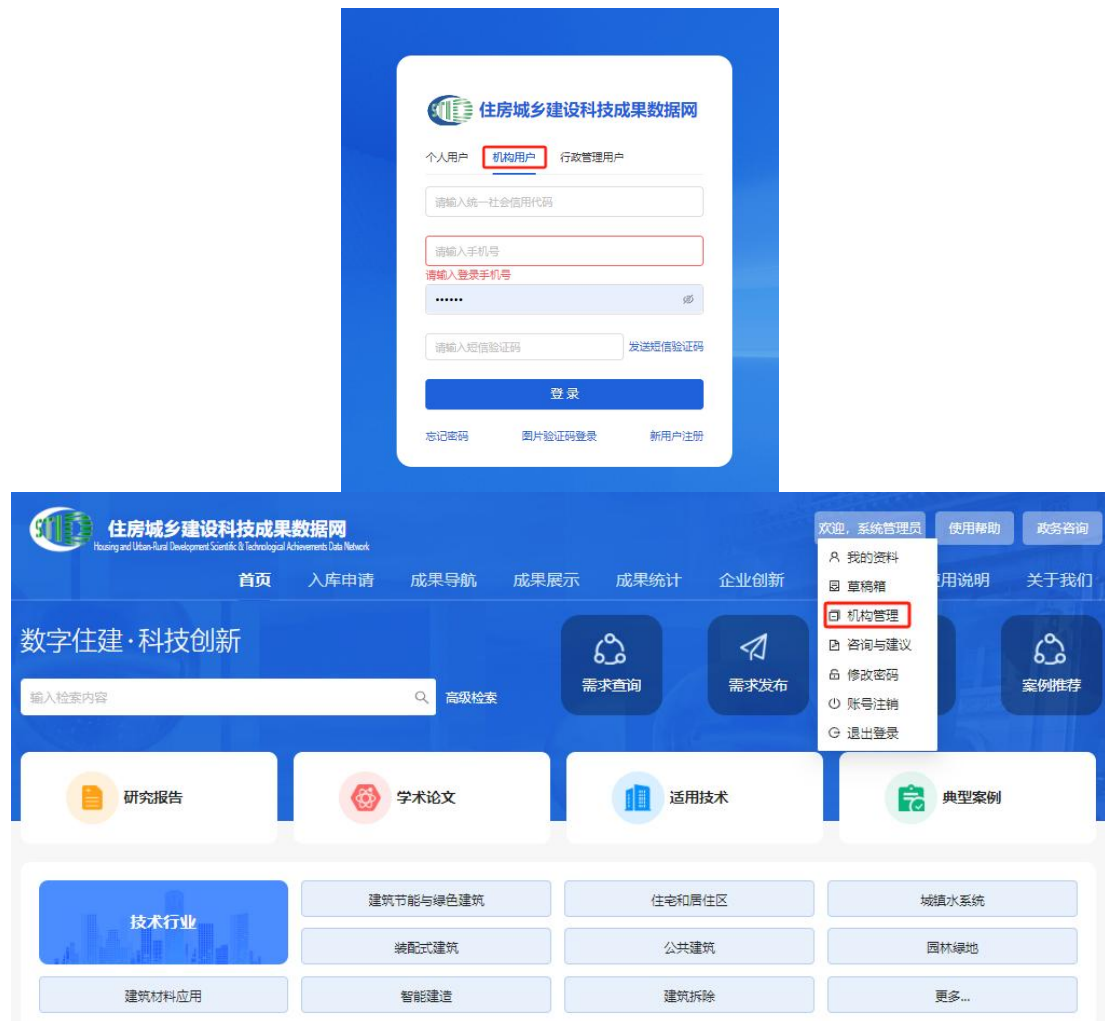 住房城乡建设科技成果数据网
个人用户 机构用户 行政管理用户
请输入统一社会信用代码
请输入手机号
请输入登录手机号
请输入短信验证码 发送短信验证码
登录
忘记密码 图片验证码登录 新用户注册
住房城乡建设科技成果数据网
Housing and Urban-Rural Development Scientific & Technological Achievements Data Network
欢迎，系统管理员 使用帮助 政务咨询
首页 入库申请 成果导航 成果展示 成果统计 企业创新 使用说明 关于我们
我的资料
草稿箱
机构管理
咨询与建议
修改密码
账号注销
退出登录
数字住建·科技创新
输入检索内容 高级检索
需求查询 需求发布 案例推荐
研究报告 学术论文 适用技术 典型案例
技术行业
建筑节能与绿色建筑 住宅和居住区 城镇水系统
装配式建筑 公共建筑 园林绿地
建筑材料应用 智能建造 建筑拆除 更多...